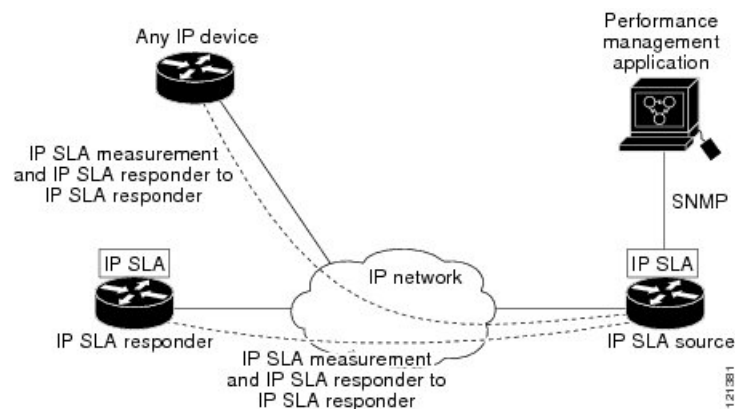 Performance
management
application
Any IP device
IP SLA measurement
and IP SLA responder to
IP SLA responder
SNMP
IP SLA
IP network
IP SLA
IP SLA responder
IP SLA source
IP SLA measurement
and IP SLA responder to
IP SLA responder
121381